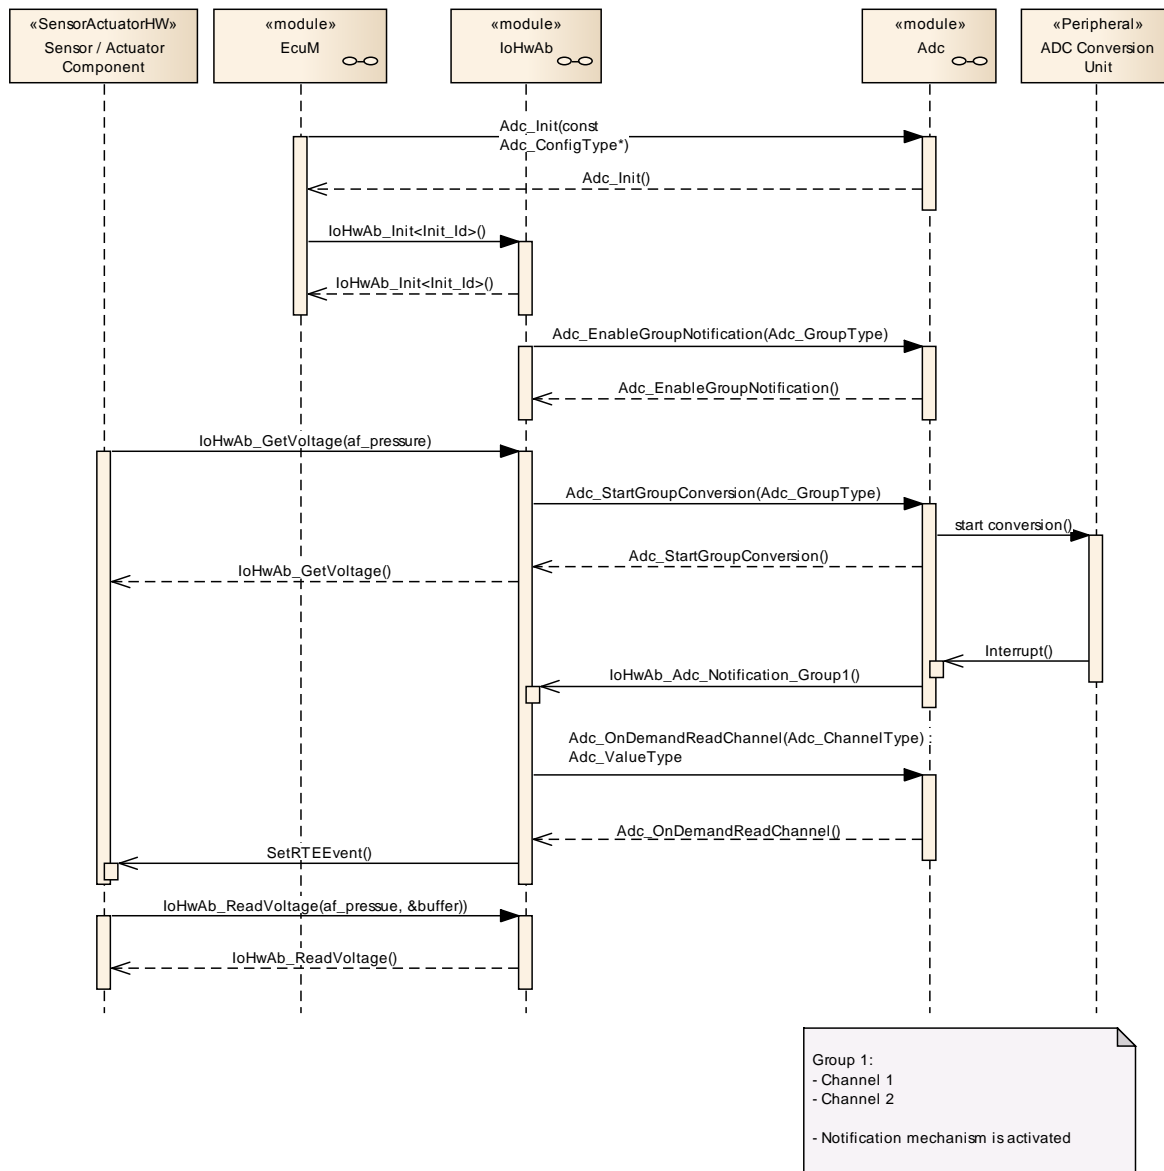 «SensorActuatorHW»
Sensor / Actuator
Component
«module»
EcuM
«module»
IoHwAb
«module»
Adc
«Peripheral»
ADC Conversion
Unit
Adc_Init(const
Adc_ConfigType*)
Adc_Init()
IoHwAb_Init<Init_Id>()
IoHwAb_Init<Init_Id>()
Adc_EnableGroupNotification(Adc_GroupType)
Adc_EnableGroupNotification()
IoHwAb_GetVoltage(af_pressure)
Adc_StartGroupConversion(Adc_GroupType)
start conversion()
Adc_StartGroupConversion()
IoHwAb_GetVoltage()
Interrupt()
IoHwAb_Adc_Notification_Group1()
Adc_OnDemandReadChannel(Adc_ChannelType) :
Adc_ValueType
Adc_OnDemandReadChannel()
SetRTEEvent()
IoHwAb_ReadVoltage(af_pressue, &buffer))
IoHwAb_ReadVoltage()
Group 1:
- Channel 1
- Channel 2
- Notification mechanism is activated